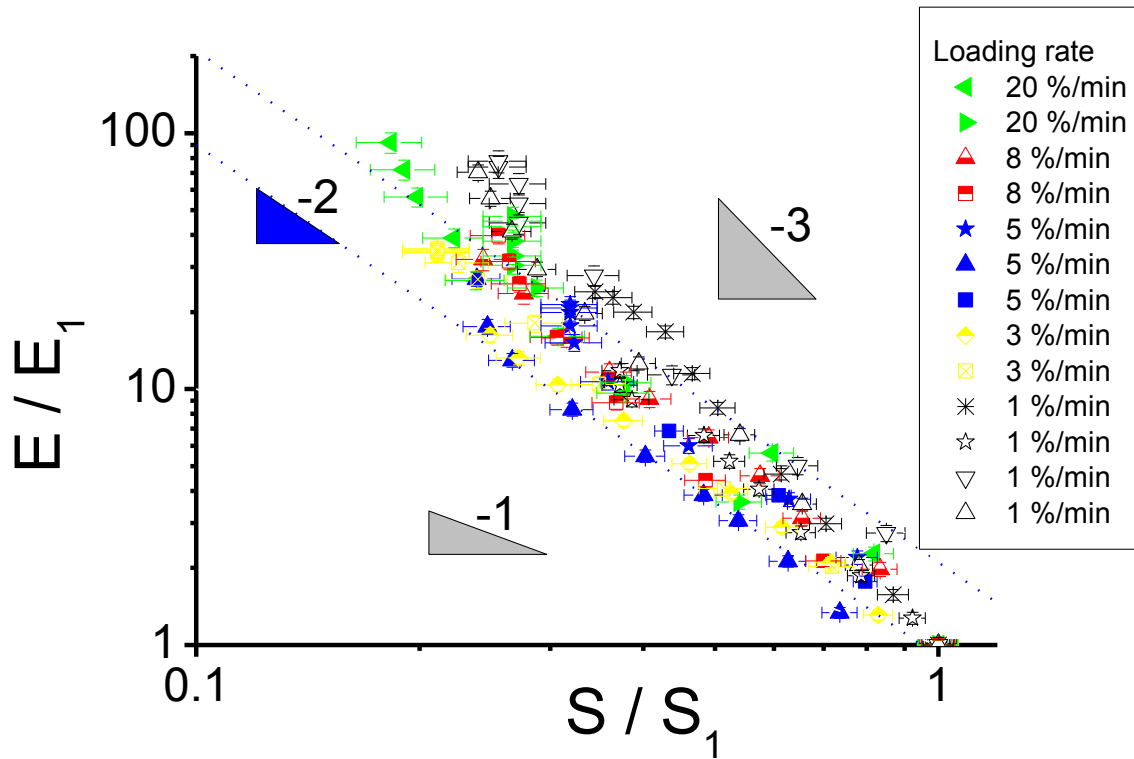 E / E1
100
10
1
0.1
1
S / S1
-2
-3
-1
Loading rate
20 %/min
20 %/min
8 %/min
8 %/min
5 %/min
5 %/min
5 %/min
3 %/min
3 %/min
1 %/min
1 %/min
1 %/min
1 %/min